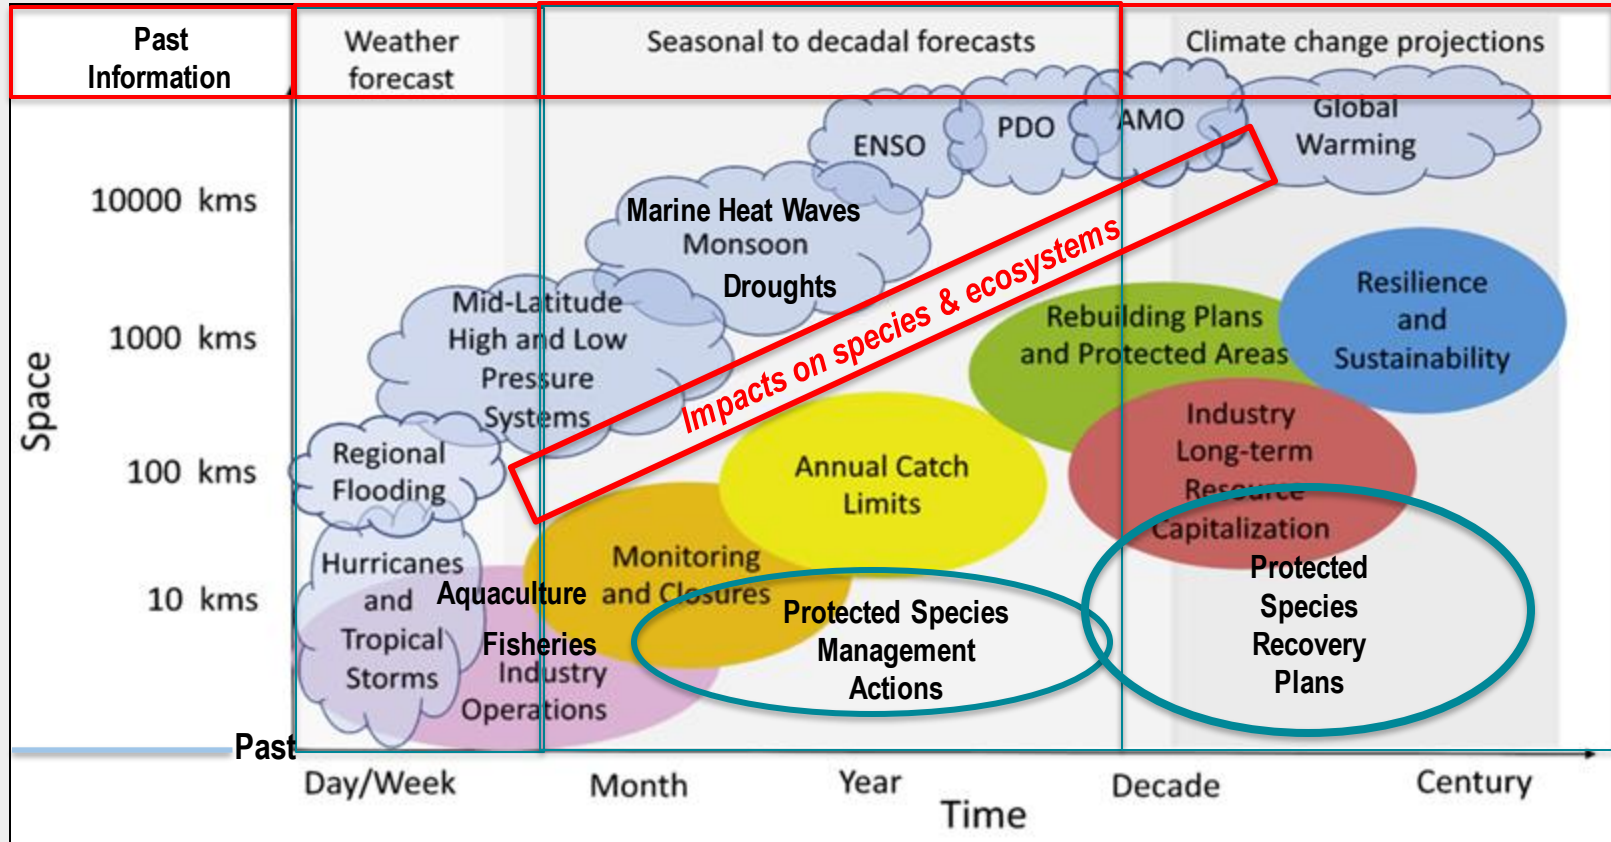 Past
Information
Weather
forecast
Seasonal to decadal forecasts
Climate change projections
ENSO
PDO
AMO
Global
Warming
10000 kms
Marine Heat Waves
Monsoon
Droughts
Impacts on species & ecosystems
Mid-Latitude
High and Low
Pressure
Systems
1000 kms
Rebuilding Plans
and Protected Areas
Resilience
and
Sustainability
Space
Regional
Flooding
100 kms
Annual Catch
Limits
Industry
Long-term
Resource
Capitalization
Hurricanes
and
Tropical
Storms
10 kms
Monitoring
and Closures
Aquaculture
Fisheries
Industry
Operations
Protected Species
Management
Actions
Protected
Species
Recovery
Plans
Past
Day/Week
Month
Year
Decade
Century
Time